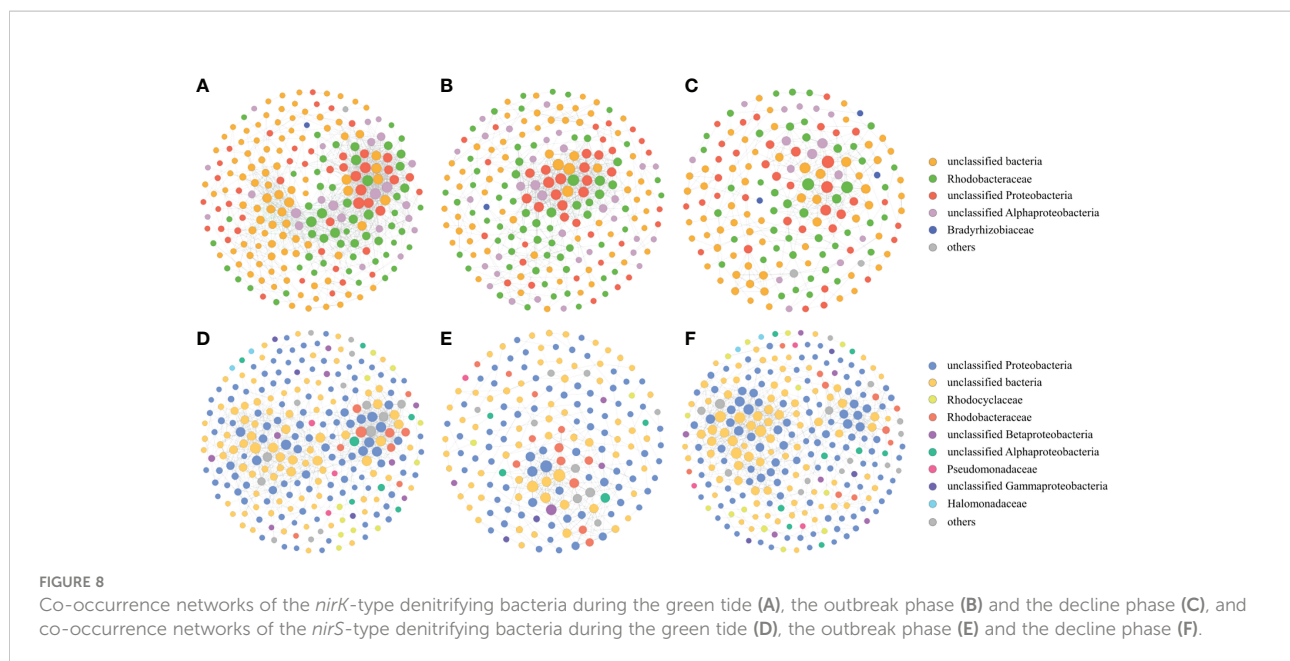 A
B
C
unclassified bacteria
Rhodobacteraceae
unclassified Proteobacteria
unclassified Alphaproteobacteria
Bradyrhizobiaceae
others
D
E
F
unclassified Proteobacteria
unclassified bacteria
Rhodocyclaceae
Rhodobacteraceae
unclassified Betaproteobacteria
unclassified Alphaproteobacteria
Pseudomonadaceae
unclassified Gammaproteobacteria
Halomonadaceae
others
FIGURE 8
Co-occurrence networks of the nirK-type denitrifying bacteria during the green tide (A), the outbreak phase (B) and the decline phase (C), and
co-occurrence networks of the nirS-type denitrifying bacteria during the green tide (D), the outbreak phase (E) and the decline phase (F).